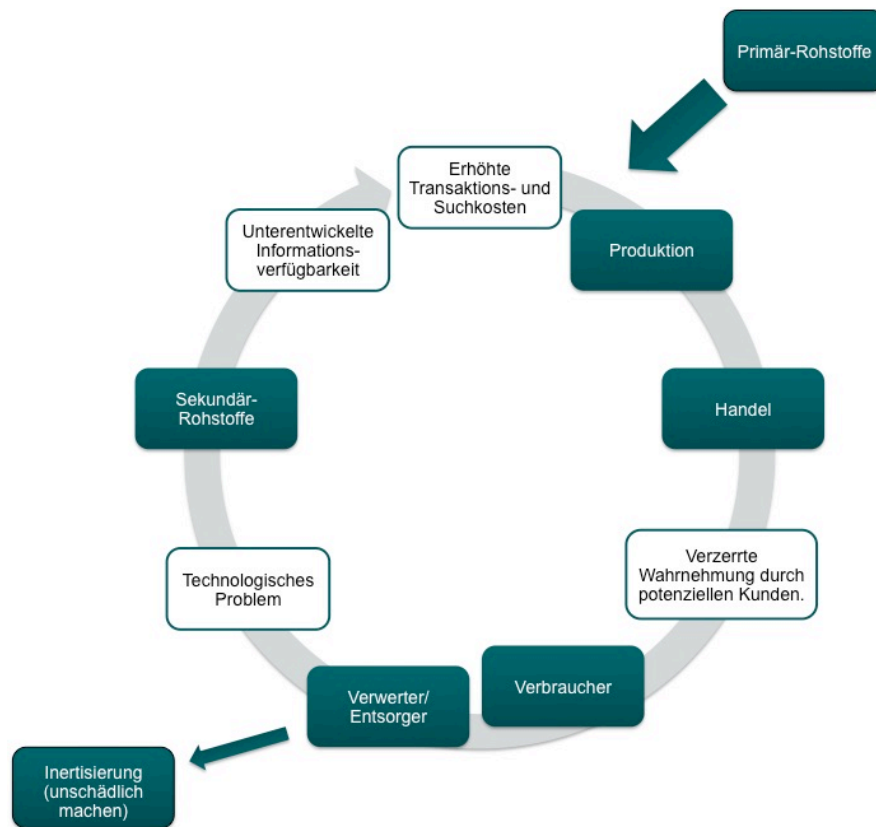 Primär-Rohstoffe
Erhöhte
Transaktions- und
Suchkosten
Unterentwickelte
Informations-
verfügbarkeit
Produktion
Sekundär-
Rohstoffe
Handel
Verzerrte
Wahrnehmung durch
potenziellen Kunden.
Technologisches
Problem
Verbraucher
Verwerter/
Entsorger
Inertisierung
(unschädlich
machen)